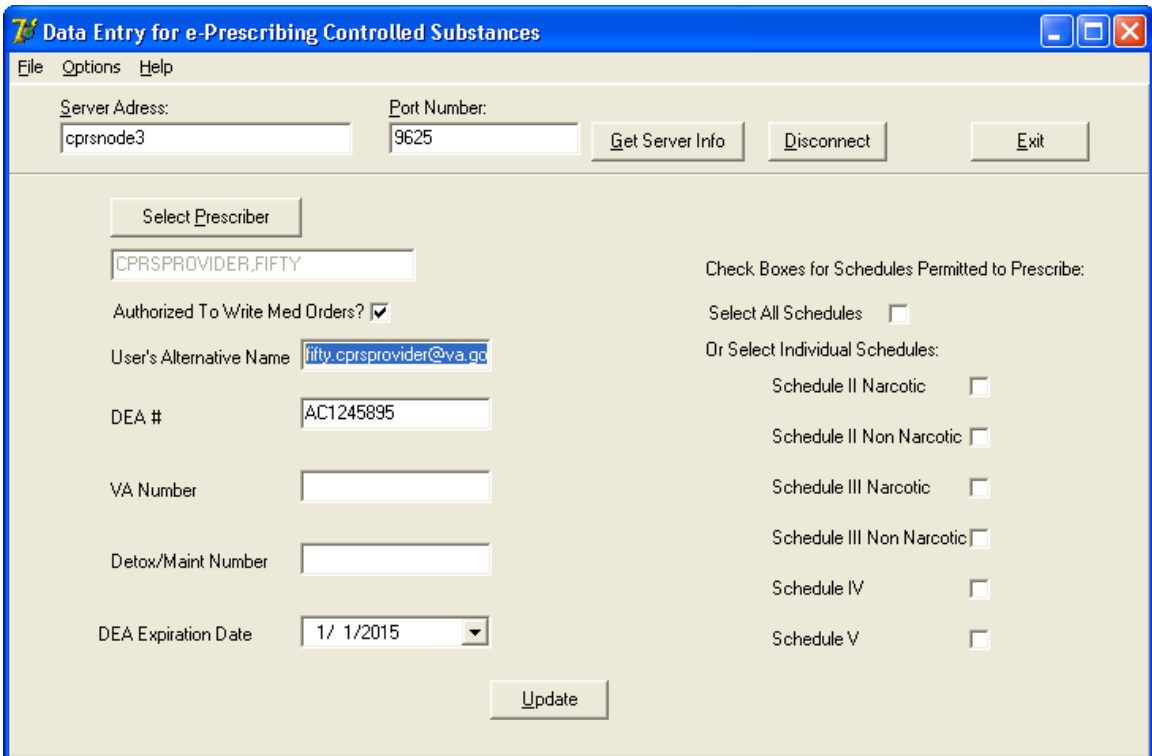 Data Entry for e-Prescribing Controlled Substances
File Options Help
Server Adress:
Port Number:
cprsnode3
9625
Get Server Info
Disconnect
Exit
Select Prescriber
CPRSPROVIDER,FIFTY
Authorized To Write Med Orders?
User's Alternative Name
fifty.cprsprovider@va.go
DEA #
AC1245895
VA Number
Detox/Maint Number
DEA Expiration Date
1/ 1/2015
Check Boxes for Schedules Permitted to Prescribe:
Select All Schedules
Or Select Individual Schedules:
Schedule II Narcotic
Schedule II Non Narcotic
Schedule III Narcotic
Schedule III Non Narcotic
Schedule IV
Schedule V
Update